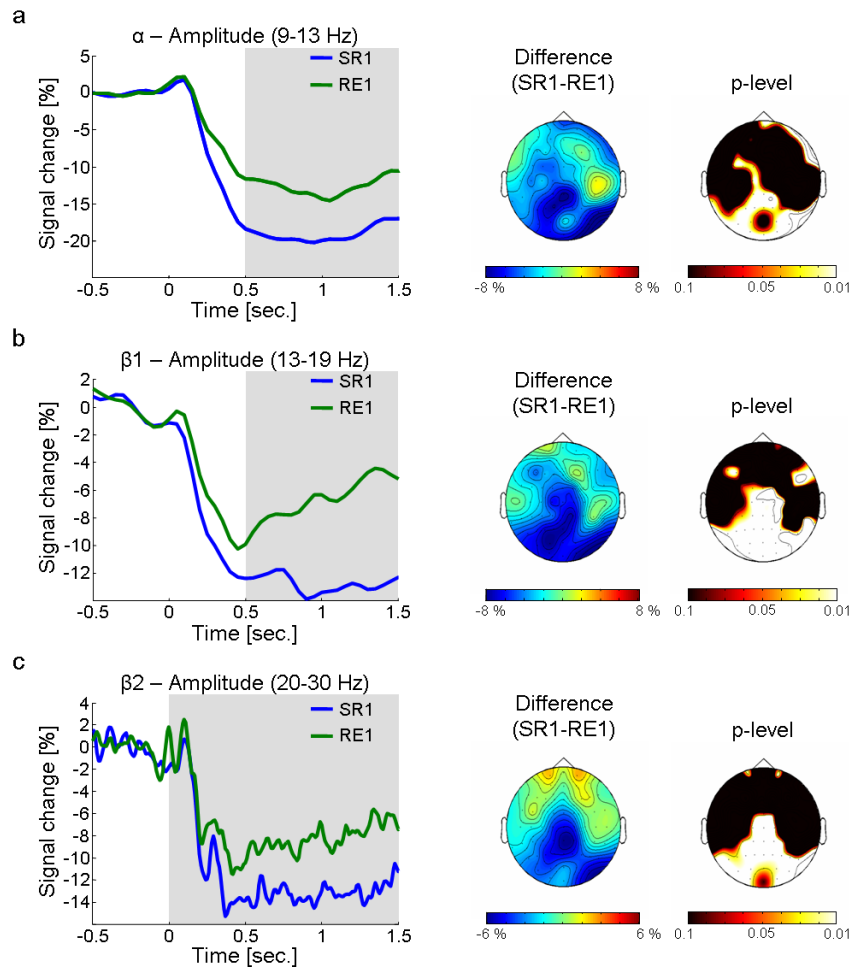 a
α – Amplitude (9-13 Hz)
5
0
-5
-10
-15
-20
Signal change [%]
SR1
RE1
-0.5 0 0.5 1 1.5
Time [sec.]
Difference
(SR1-RE1)
-8 % 8 %
p-level
0.1 0.05 0.01
b
β1 – Amplitude (13-19 Hz)
2
0
-2
-4
-6
-8
-10
-12
Signal change [%]
SR1
RE1
-0.5 0 0.5 1 1.5
Time [sec.]
Difference
(SR1-RE1)
-8 % 8 %
p-level
0.1 0.05 0.01
c
β2 – Amplitude (20-30 Hz)
4
2
0
-2
-4
-6
-8
-10
-12
-14
Signal change [%]
SR1
RE1
-0.5 0 0.5 1 1.5
Time [sec.]
Difference
(SR1-RE1)
-6 % 6 %
p-level
0.1 0.05 0.01